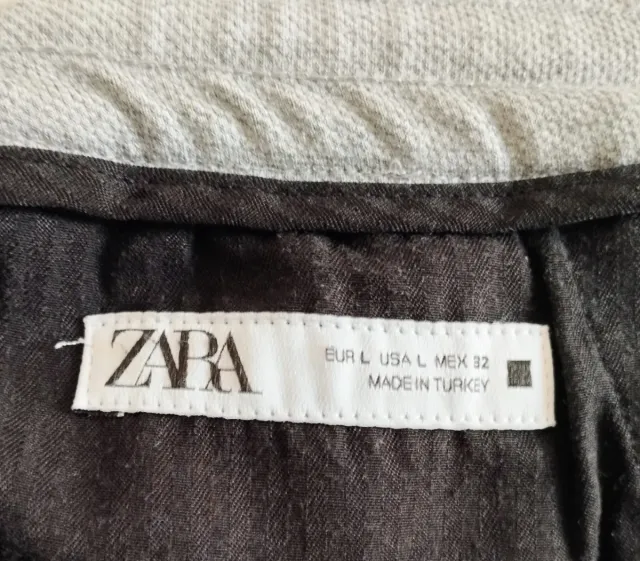 ZARA
EUR L USA L MEX 32
MADE IN TURKEY